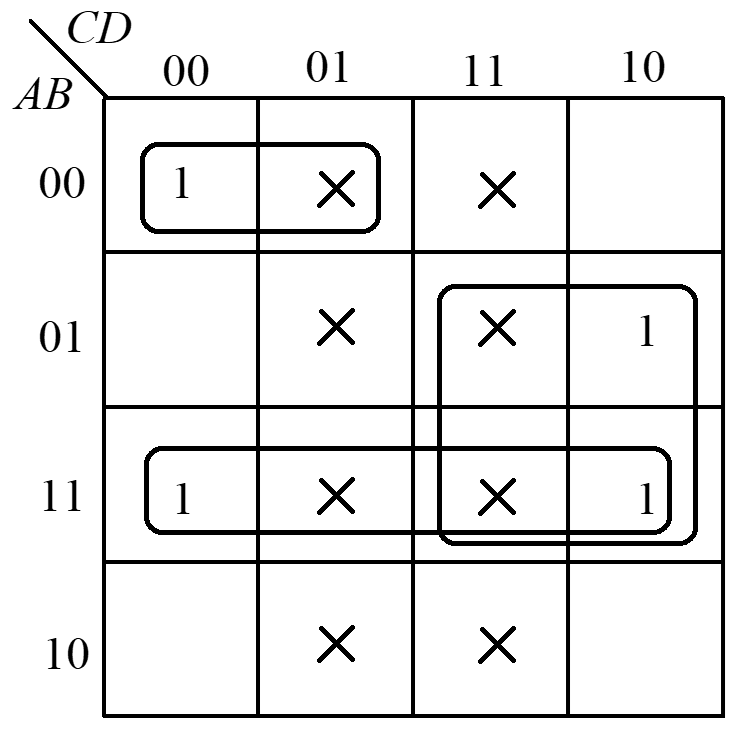 CD
AB
00 01 11 10
00 1 × ×
01 × × 1
11 1 × × 1
10 × ×